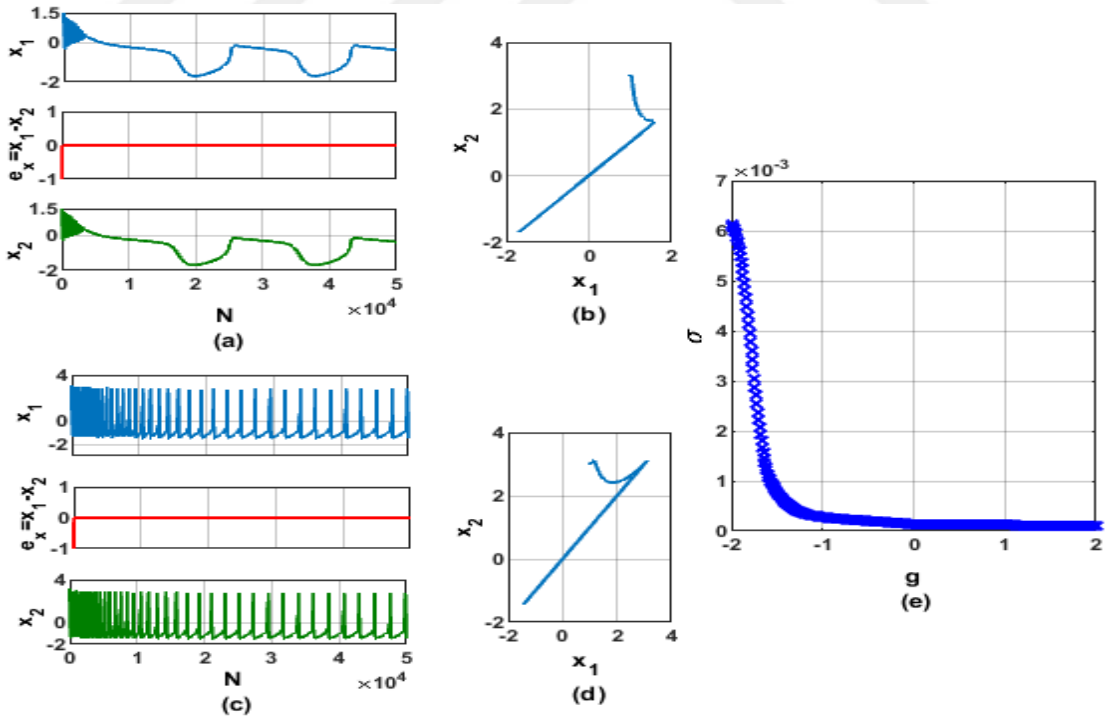 1.5
0
-2
x1
1
0
-1
ex=x1-x2
1.5
0
-2
x2
0 1 2 3 4 5
×10^4
N
(a)
4
2
0
-2
x2
-2 0 2
x1
(b)
4
0
-2
x1
1
0
-1
ex=x1-x2
4
0
-2
x2
0 1 2 3 4 5
×10^4
N
(c)
4
2
0
-2
x2
-2 0 2 4
x1
(d)
×10^-3
7
6
5
4
3
2
1
0
σ
-2 -1 0 1 2
g
(e)